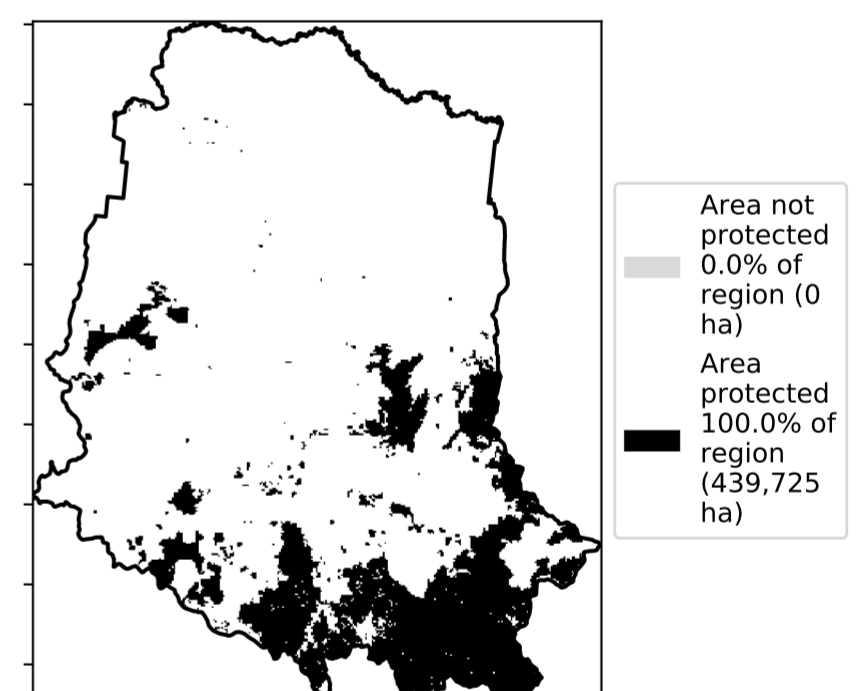 Area not
protected
0.0% of
region (0
ha)
Area
protected
100.0% of
region
(439,725
ha)